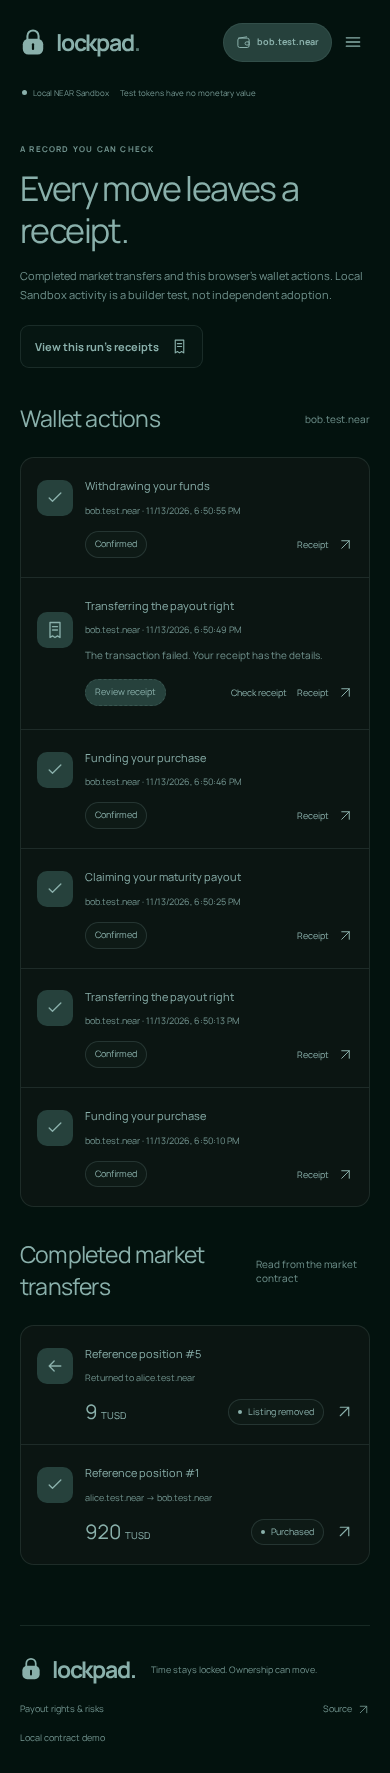 lockpad.
bob.test.near
Local NEAR Sandbox Test tokens have no monetary value
A RECORD YOU CAN CHECK
Every move leaves a
receipt.
Completed market transfers and this browser's wallet actions. Local
Sandbox activity is a builder test, not independent adoption.
View this run's receipts
Wallet actions
bob.test.near
Withdrawing your funds
bob.test.near · 11/13/2026, 6:50:55 PM
Confirmed
Receipt
Transferring the payout right
bob.test.near · 11/13/2026, 6:50:49 PM
The transaction failed. Your receipt has the details.
Review receipt
Check receipt
Receipt
Funding your purchase
bob.test.near · 11/13/2026, 6:50:46 PM
Confirmed
Receipt
Claiming your maturity payout
bob.test.near · 11/13/2026, 6:50:25 PM
Confirmed
Receipt
Transferring the payout right
bob.test.near · 11/13/2026, 6:50:13 PM
Confirmed
Receipt
Funding your purchase
bob.test.near · 11/13/2026, 6:50:10 PM
Confirmed
Receipt
Completed market
transfers
Read from the market
contract
Reference position #5
Returned to alice.test.near
9 TUSD
Listing removed
Reference position #1
alice.test.near → bob.test.near
920 TUSD
Purchased
lockpad.
Time stays locked. Ownership can move.
Payout rights & risks
Source
Local contract demo